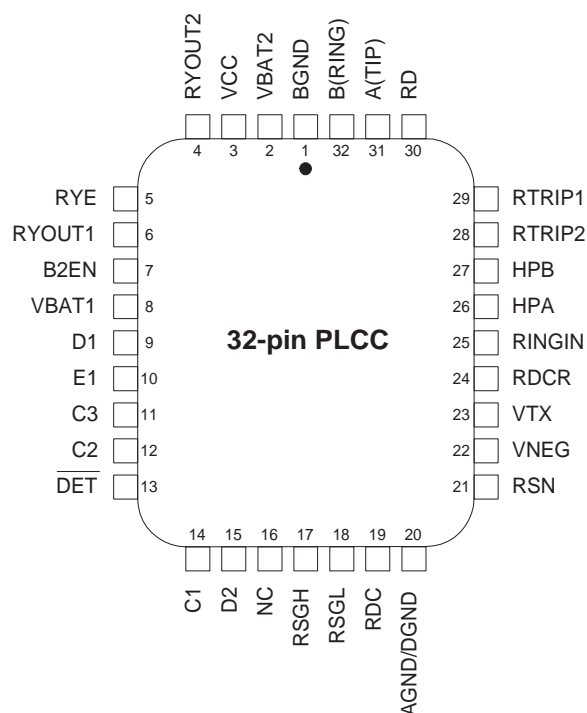 RYOUT2 VCC VBAT2 BGND B(RING) A(TIP) RD
4 3 2 1 32 31 30
RYE 5 29 RTRIP1
RYOUT1 6 28 RTRIP2
B2EN 7 27 HPB
VBAT1 8 26 HPA
D1 9 32-pin PLCC 25 RINGIN
E1 10 24 RDCR
C3 11 23 VTX
C2 12 22 VNEG
DET 13 21 RSN
14 15 16 17 18 19 20
C1 D2 NC RSGH RSGL RDC AGND/DGND